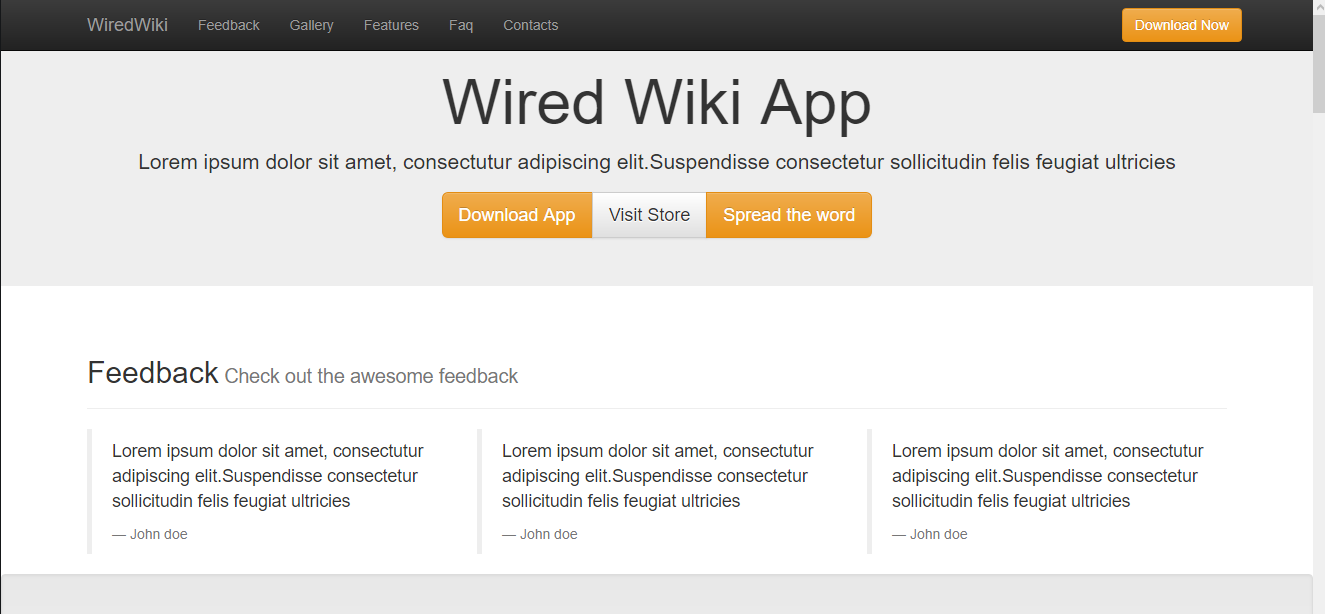 WiredWiki Feedback Gallery Features Faq Contacts Download Now
Wired Wiki App
Lorem ipsum dolor sit amet, consectutur adipiscing elit.Suspendisse consectetur sollicitudin felis feugiat ultricies
Download App Visit Store Spread the word
Feedback Check out the awesome feedback
Lorem ipsum dolor sit amet, consectutur
adipiscing elit.Suspendisse consectetur
sollicitudin felis feugiat ultricies
— John doe
Lorem ipsum dolor sit amet, consectutur
adipiscing elit.Suspendisse consectetur
sollicitudin felis feugiat ultricies
— John doe
Lorem ipsum dolor sit amet, consectutur
adipiscing elit.Suspendisse consectetur
sollicitudin felis feugiat ultricies
— John doe